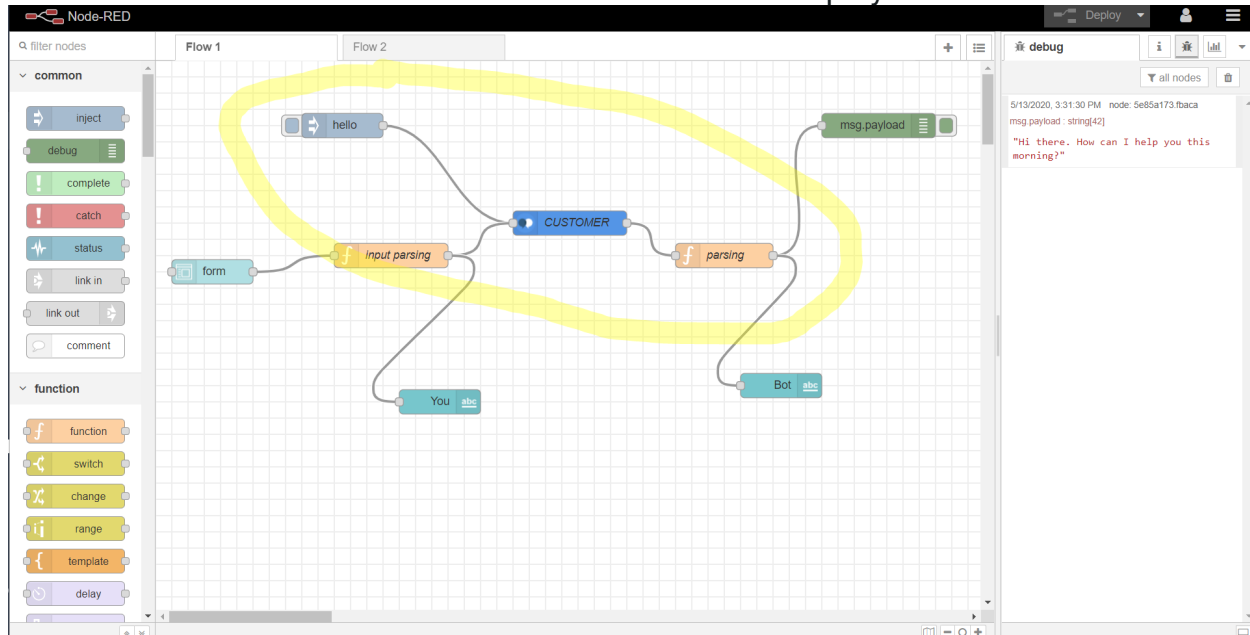 Node-RED
Deploy
filter nodes
Flow 1
Flow 2
debug
i
common
all nodes
inject
hello
msg.payload
5/13/2020, 3:31:30 PM node: 5e85a173.fbaca
msg.payload : string[42]
"Hi there. How can I help you this
morning?"
debug
complete
catch
CUSTOMER
status
input parsing
parsing
form
link in
link out
comment
You
abc
Bot
abc
function
function
switch
change
range
template
delay